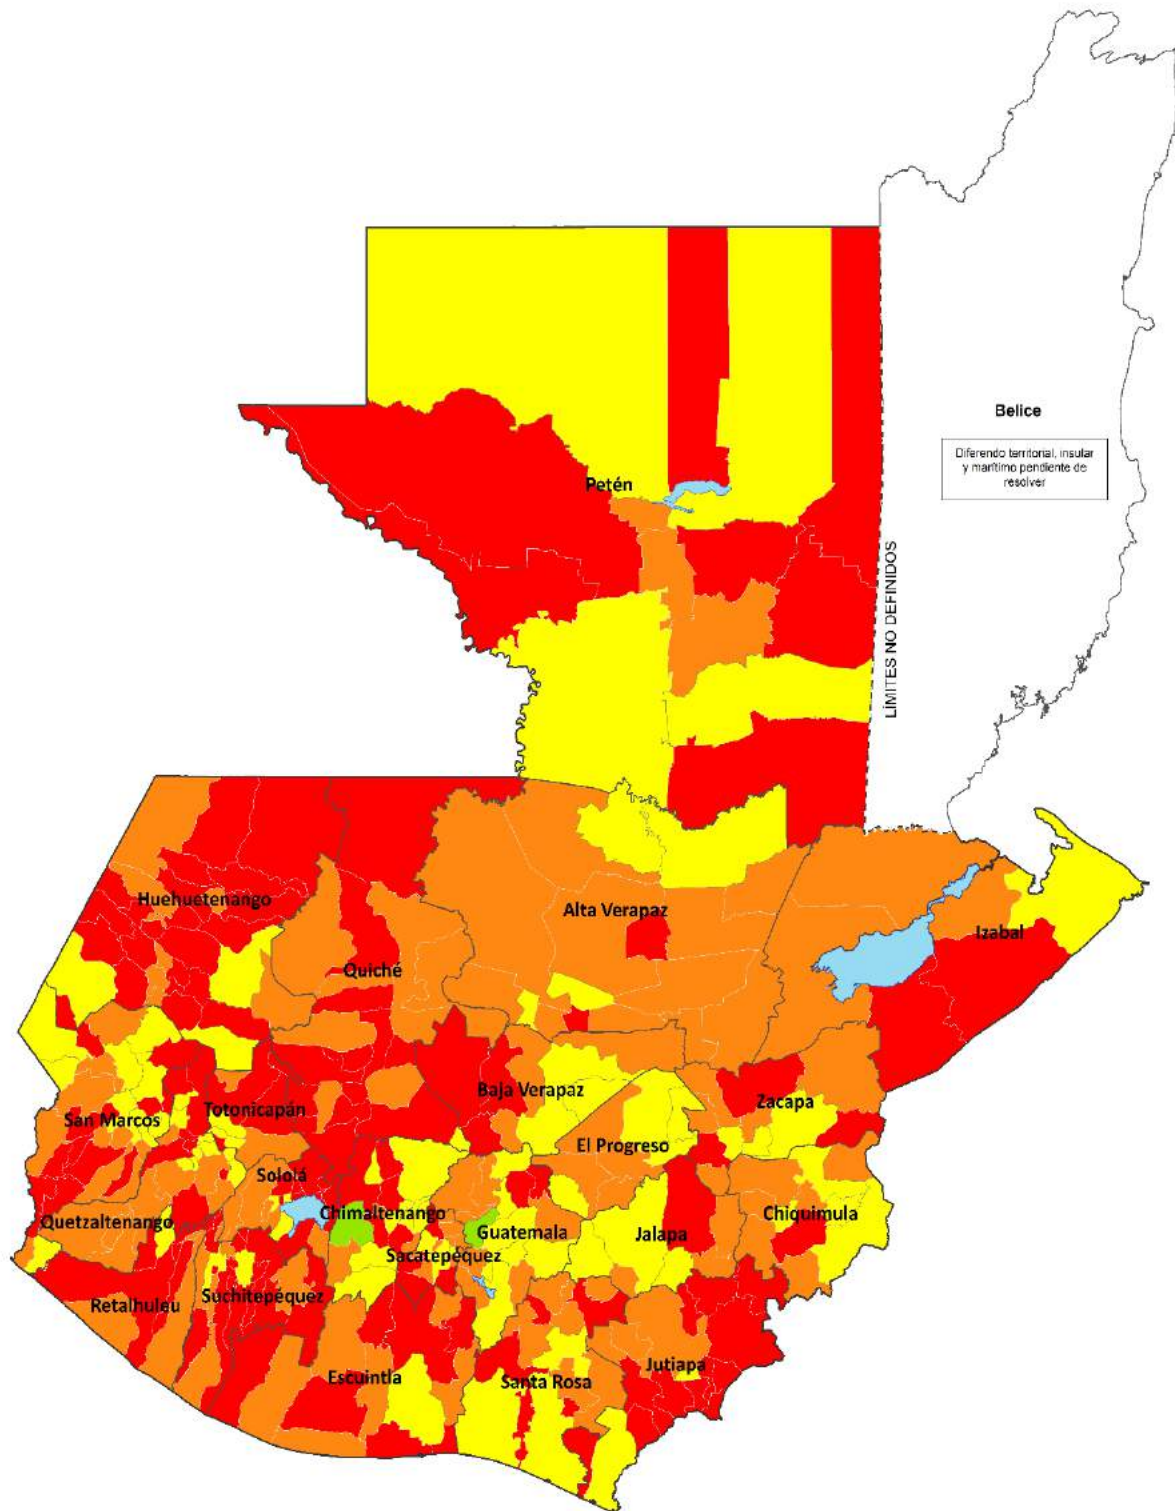 Belice
Diferendo territorial, insular
y marítimo pendiente de
resolver
Petén
LÍMITES NO DEFINIDOS
Huehuetenango
Alta Verapaz
Izabal
Quiché
Baja Verapaz
Zacapa
San Marcos
Totonicapán
El Progreso
Sololá
Quetzaltenango
Chimaltenango
Guatemala
Jalapa
Chiquimula
Sacatepéquez
Retalhuleu
Suchitepéquez
Escuintla
Santa Rosa
Jutiapa